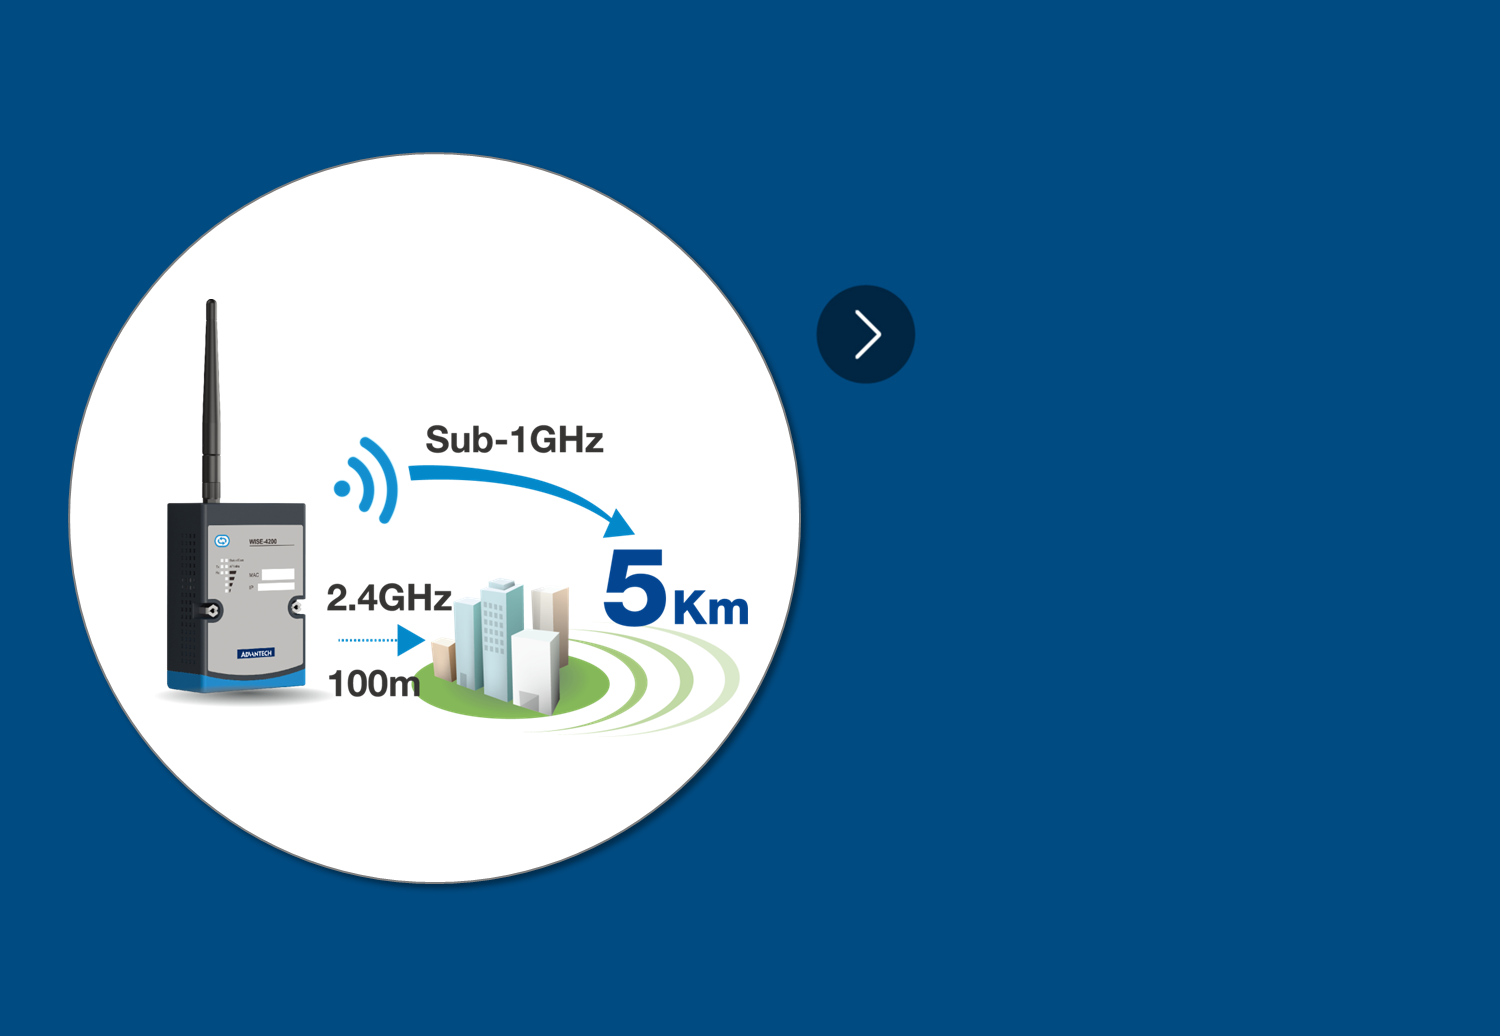 Sub-1GHz
5Km
2.4GHz
100m
WISE-4200
MAC
IP
ADVANTECH